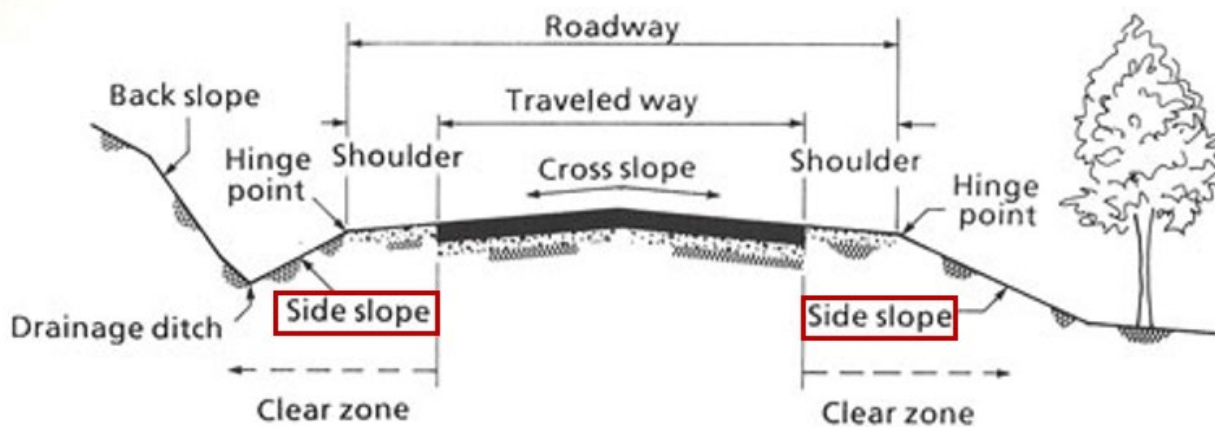 Roadway
Back slope
Traveled way
Hinge
point
Shoulder
Cross slope
Shoulder
Hinge
point
Side slope
Drainage ditch
Side slope
Clear zone
Clear zone